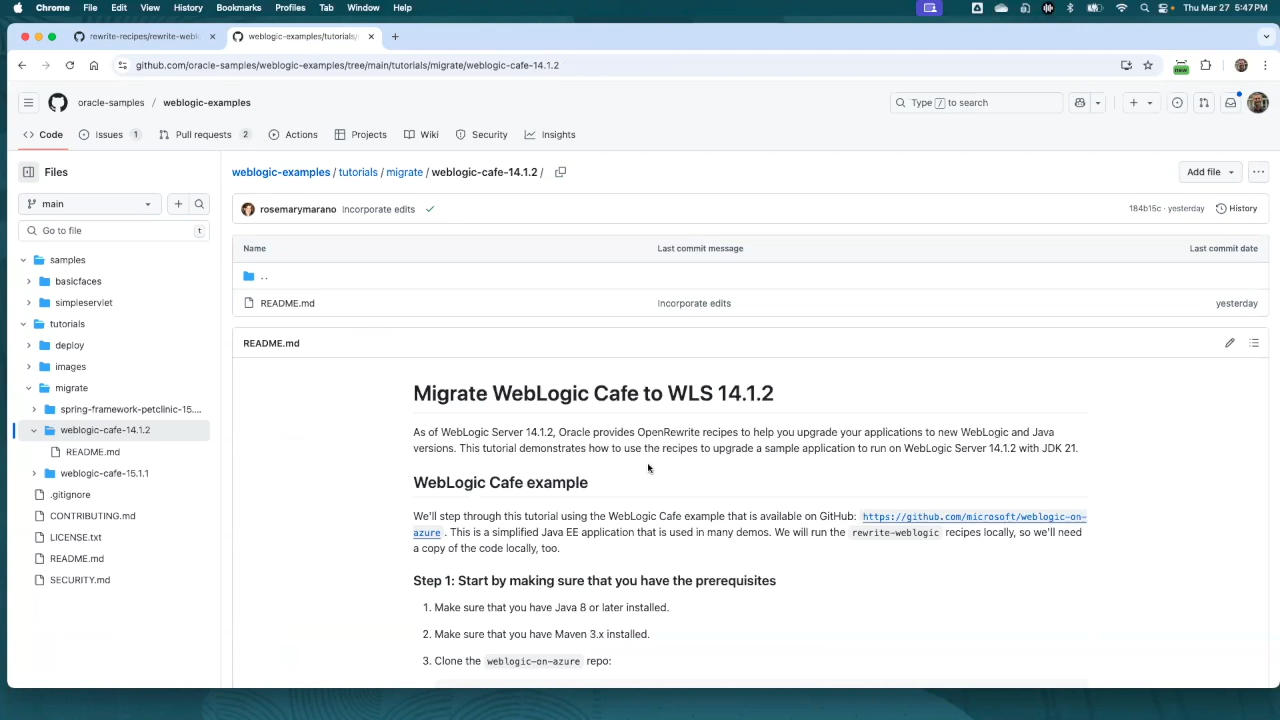 Chrome File Edit View History Bookmarks Profiles Tab Window Help Thu Mar 27 5:47 PM
rewrite-recipes/rewrite-webl
weblogic-examples/tutorials/
github.com/oracle-samples/weblogic-examples/tree/main/tutorials/migrate/weblogic-cafe-14.1.2
new
oracle-samples / weblogic-examples
Type / to search
Code Issues 1 Pull requests 2 Actions Projects Wiki Security Insights
Files
main
Go to file t
samples
basicfaces
simpleservlet
tutorials
deploy
images
migrate
spring-framework-petclinic-15....
weblogic-cafe-14.1.2
README.md
weblogic-cafe-15.1.1
.gitignore
CONTRIBUTING.md
LICENSE.txt
README.md
SECURITY.md
weblogic-examples / tutorials / migrate / weblogic-cafe-14.1.2 /
Add file
rosemarymarano Incorporate edits
184b15c · yesterday History
Name Last commit message Last commit date
..
README.md Incorporate edits yesterday
README.md
Migrate WebLogic Cafe to WLS 14.1.2
As of WebLogic Server 14.1.2, Oracle provides OpenRewrite recipes to help you upgrade your applications to new WebLogic and Java
versions. This tutorial demonstrates how to use the recipes to upgrade a sample application to run on WebLogic Server 14.1.2 with JDK 21.
WebLogic Cafe example
We'll step through this tutorial using the WebLogic Cafe example that is available on GitHub: https://github.com/microsoft/weblogic-on-
azure . This is a simplified Java EE application that is used in many demos. We will run the rewrite-weblogic recipes locally, so we'll need
a copy of the code locally, too.
Step 1: Start by making sure that you have the prerequisites
1. Make sure that you have Java 8 or later installed.
2. Make sure that you have Maven 3.x installed.
3. Clone the weblogic-on-azure repo: